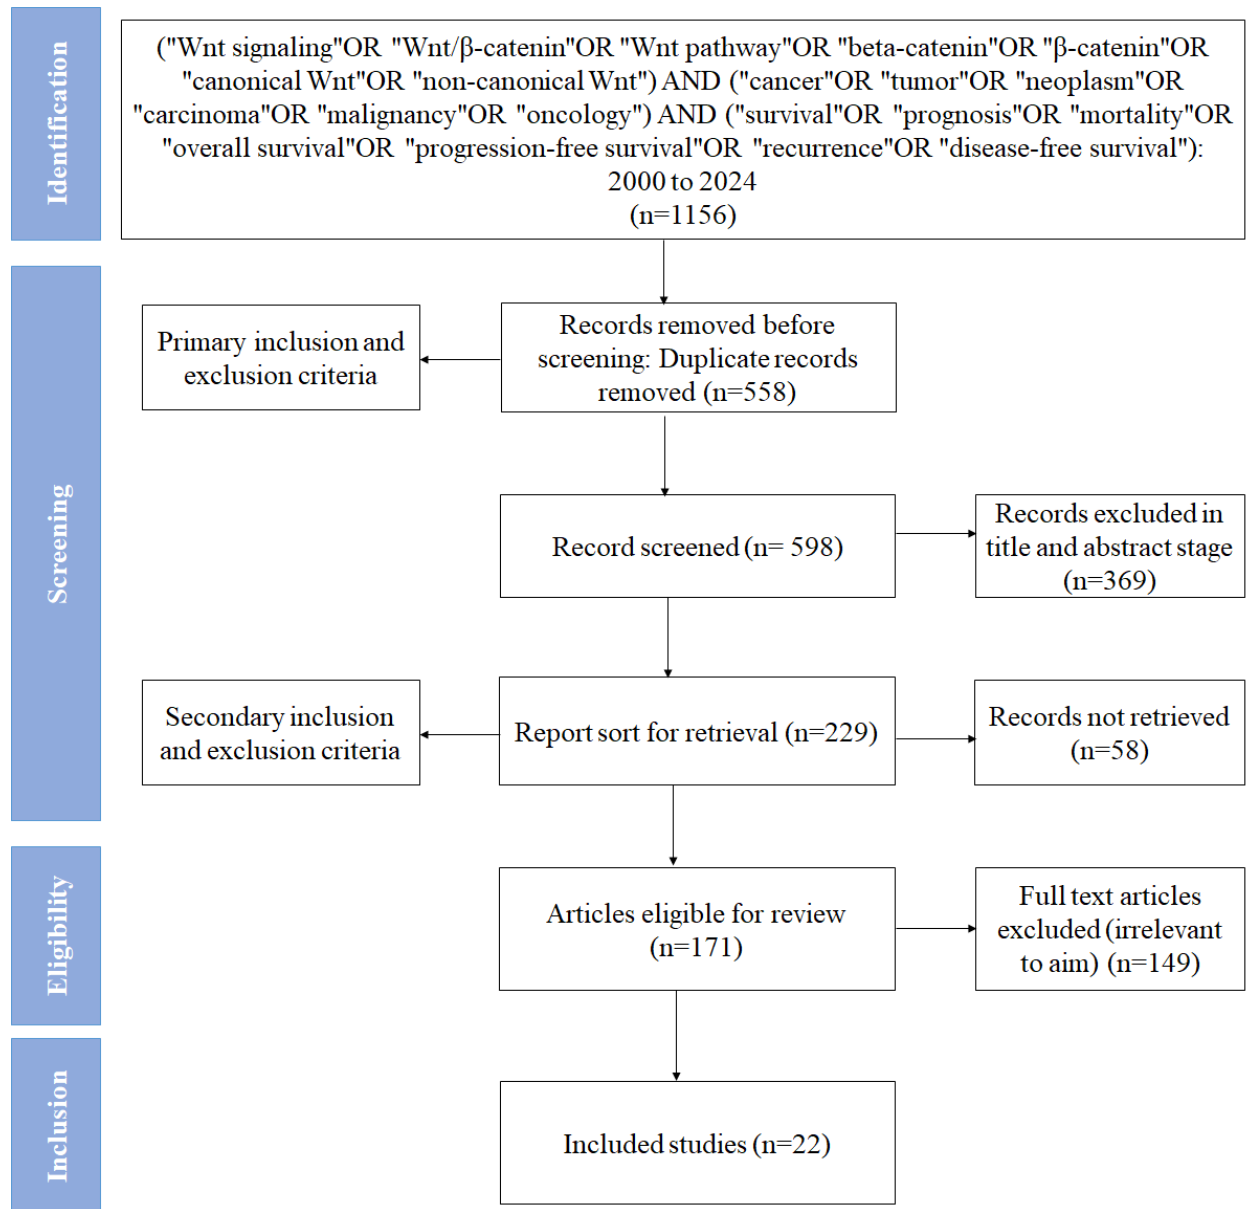 Identification
("Wnt signaling"OR "Wnt/β-catenin"OR "Wnt pathway"OR "beta-catenin"OR "β-catenin"OR
"canonical Wnt"OR "non-canonical Wnt") AND ("cancer"OR "tumor"OR "neoplasm"OR
"carcinoma"OR "malignancy"OR "oncology") AND ("survival"OR "prognosis"OR "mortality"OR
"overall survival"OR "progression-free survival"OR "recurrence"OR "disease-free survival"):
2000 to 2024
(n=1156)
Screening
Primary inclusion and
exclusion criteria
Records removed before
screening: Duplicate records
removed (n=558)
Record screened (n= 598)
Records excluded in
title and abstract stage
(n=369)
Secondary inclusion
and exclusion criteria
Report sort for retrieval (n=229)
Records not retrieved
(n=58)
Eligibility
Articles eligible for review
(n=171)
Full text articles
excluded (irrelevant
to aim) (n=149)
Inclusion
Included studies (n=22)